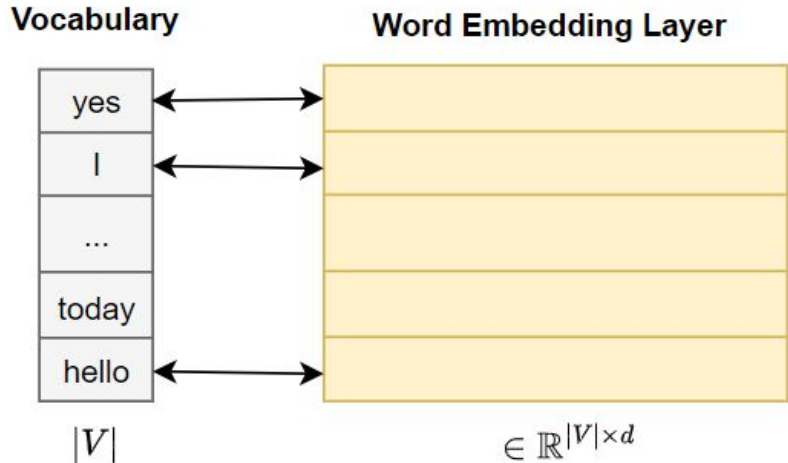 Vocabulary
Word Embedding Layer
yes
I
...
today
hello
|V|
∈ ℝ^{|V|×d}